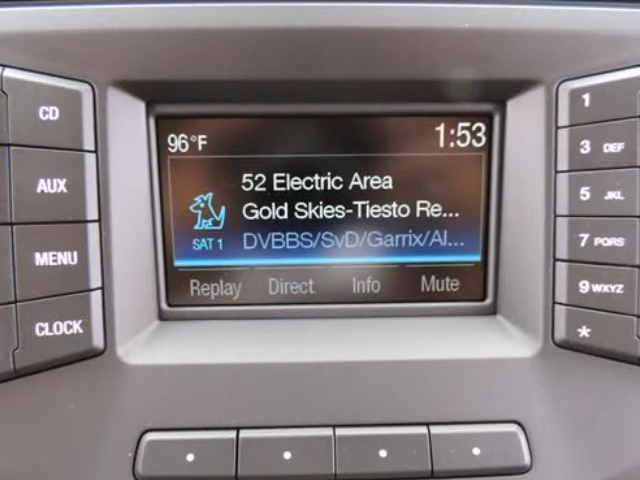 CD
AUX
MENU
CLOCK
96°F
1:53
52 Electric Area
Gold Skies-Tiesto Re...
SAT 1
DVBBS/SvD/Garrix/Al...
Replay Direct Info Mute
1
3 DEF
5 JKL
7 PQRS
9 WXYZ
*